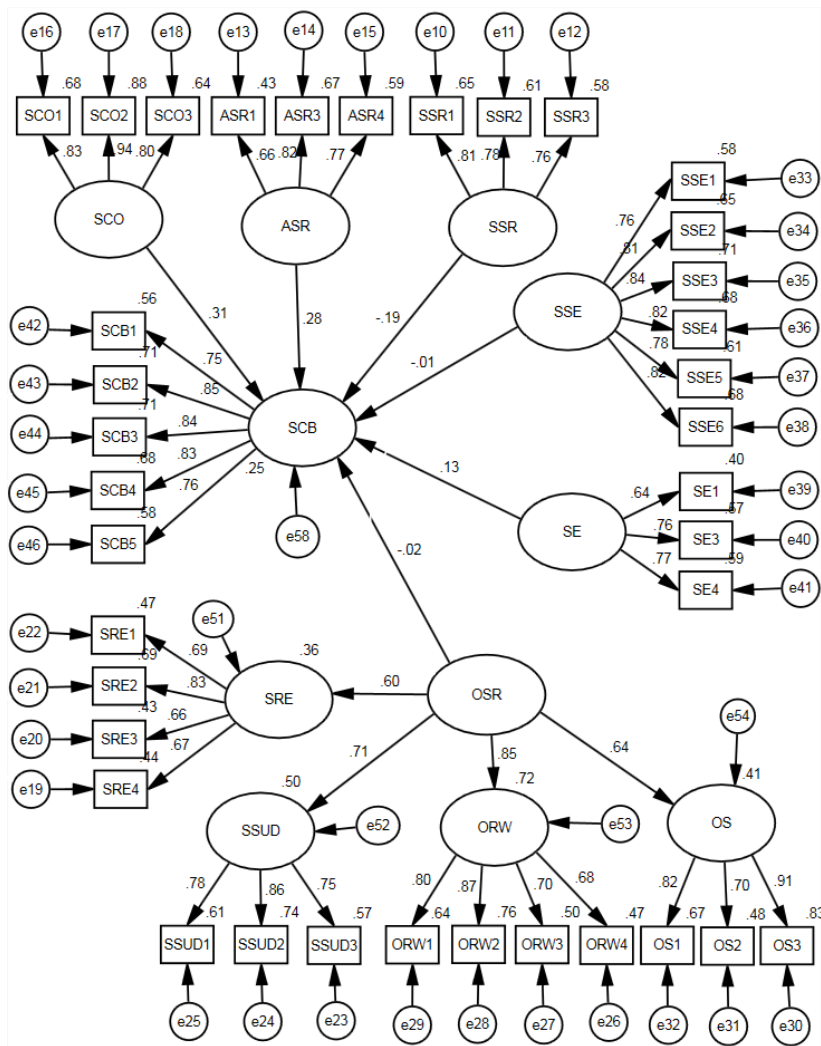 e16 e17 e18 e13 e14 e15 e10 e11 e12
.68 .88 .64 .43 .67 .59 .65 .61 .58
SCO1 SCO2 SCO3 ASR1 ASR3 ASR4 SSR1 SSR2 SSR3
.83 .94 .80 .66 .82 .77 .81 .78 .76
SCO ASR SSR
.58
SSE1 e33
.76 .65
SSE2 e34
.81 .71
SSE3 e35
.84 .68
SSE
.82 SSE4 e36
.78 .61
SSE5 e37
.82 .68
SSE6 e38
.31 .28 -.19 -.01
.56
e42 SCB1
.75
.71
e43 SCB2
.85
.71
e44 SCB3
.84
SCB
.68
.83 .25
e45 SCB4
.76
.58
e46 SCB5
e58
.13
.40
.64 SE1 e39
.57
SE .76 SE3 e40
.59
.77 SE4 e41
-.02
.47
e22 SRE1
.69
e51
.36
.69
e21 SRE2
.83
.43
e20 SRE3
.66
.44
e19 SRE4
.67
SRE .60 OSR
e54
.71 .85 .64
.50 .72 .41
SSUD e52 ORW e53 OS
.78 .86 .75 .80 .87 .70 .68 .82 .70 .91
.61 .74 .57 .64 .76 .50 .47 .67 .48 .83
SSUD1 SSUD2 SSUD3 ORW1 ORW2 ORW3 ORW4 OS1 OS2 OS3
e25 e24 e23 e29 e28 e27 e26 e32 e31 e30